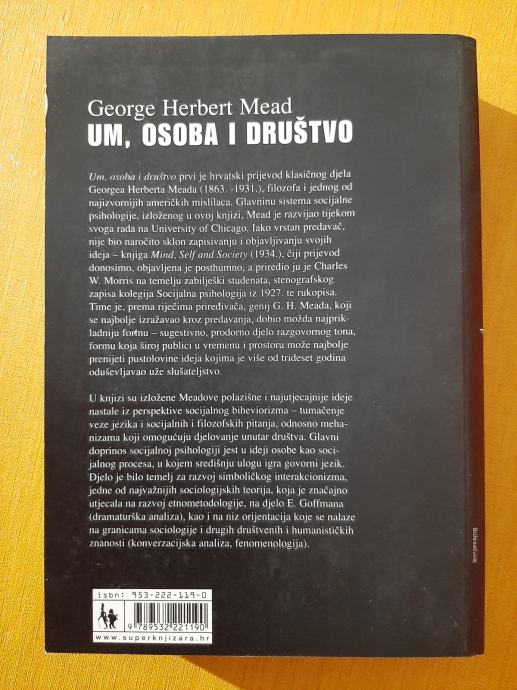 George Herbert Mead
UM, OSOBA I DRUŠTVO
Um, osoba i društvo prvi je hrvatski prijevod klasičnog djela
Georgea Herberta Meada (1863. -1931.), filozofa i jednog od
najizvornijih američkih mislilaca. Glavninu sistema socijalne
psihologije, izloženog u ovoj knjizi, Mead je razvijao tijekom
svoga rada na University of Chicago. Iako vrstan predavač,
nije bio naročito sklon zapisivanju i objavljivanju svojih
ideja – knjiga Mind, Self and Society (1934.), čiji prijevod
donosimo, objavljena je posthumno, a priredio ju je Charles
W. Morris na temelju zabilješki studenata, stenografskog
zapisa kolegija Socijalna psihologija iz 1927. te rukopisa.
Time je, prema riječima priređivača, genij G. H. Meada, koji
se najbolje izražavao kroz predavanja, dobio možda najprik-
ladniju formu – sugestivno, prodorno djelo razgovornog tona,
formu koja široj publici u vremenu i prostoru može najbolje
prenijeti pustolovine ideja kojima je više od trideset godina
oduševljavao uže slušateljstvo.
U knjizi su izložene Meadove polazišne i najutjecajnije ideje
nastale iz perspektive socijalnog biheviorizma – tumačenje
veze jezika i socijalnih i filozofskih pitanja, odnosno meha-
nizama koji omogućuju djelovanje unutar društva. Glavni
doprinos socijalnoj psihologiji jest u ideji osobe kao soci-
jalnog procesa, u kojem središnju ulogu igra govorni jezik.
Djelo je bilo temelj za razvoj simboličkog interakcionizma,
jedne od najvažnijih socioloških teorija, koja je značajno
utjecala na razvoj etnometodologije, na djelo E. Goffmana
(dramaturška analiza), kao i na niz orijentacija koje se nalaze
na granicama sociologije i drugih društvenih i humanističkih
znanosti (konverzacijska analiza, fenomenologija).
isbn: 953-222-119-0
9 789532 221190
www.superknjizara.hr